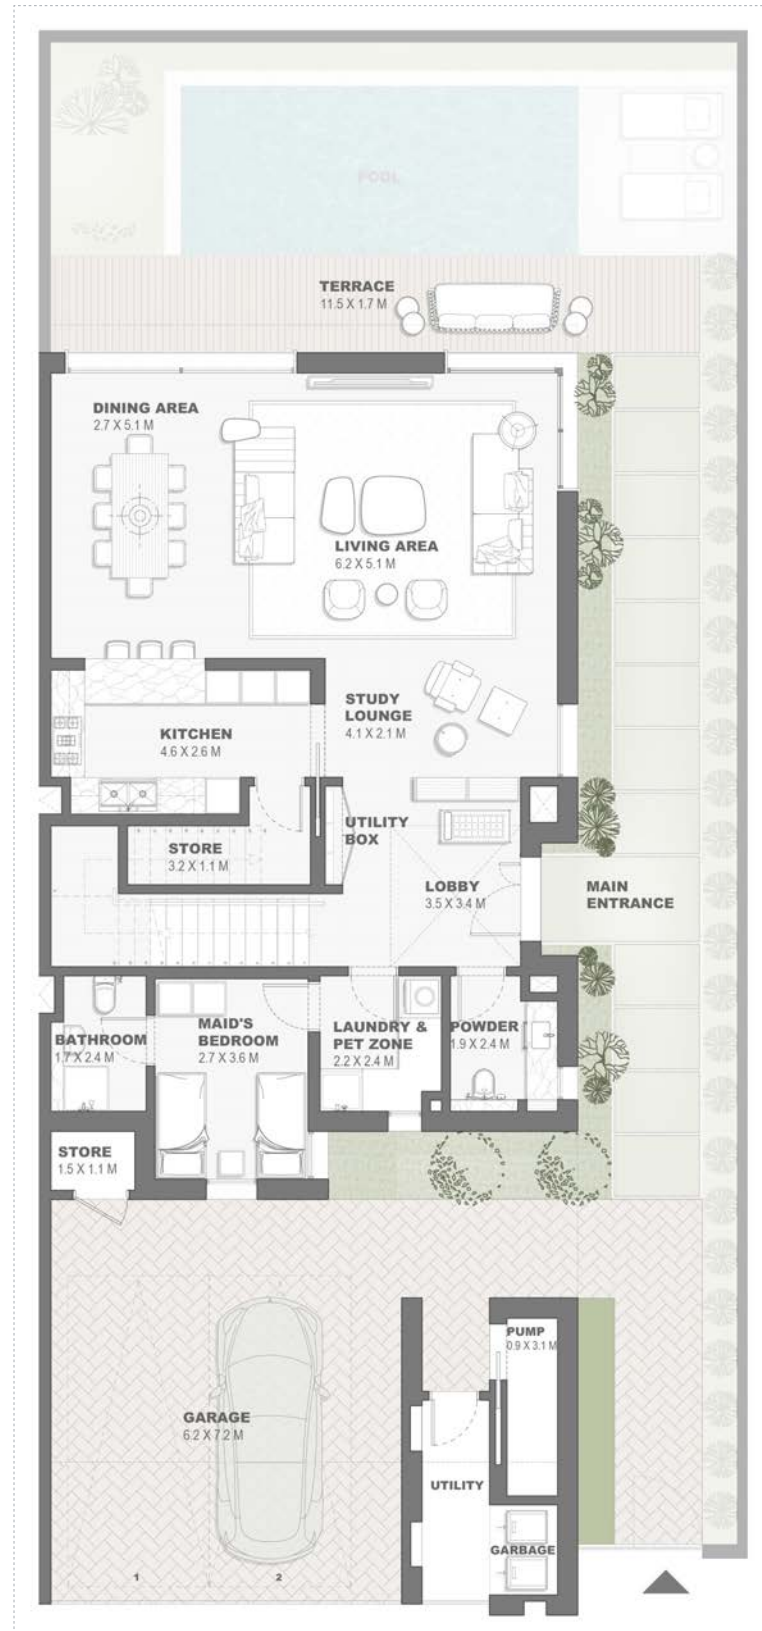 POOL
TERRACE
11.5 X 1.7 M
DINING AREA
2.7 X 5.1 M
LIVING AREA
6.2 X 5.1 M
STUDY
LOUNGE
4.1 X 2.1 M
KITCHEN
4.6 X 2.6 M
UTILITY
BOX
STORE
3.2 X 1.1 M
LOBBY
3.5 X 3.4 M
MAIN
ENTRANCE
BATHROOM
1.7 X 2.4 M
MAID'S
BEDROOM
2.7 X 3.6 M
LAUNDRY &
PET ZONE
2.2 X 2.4 M
POWDER
1.9 X 2.4 M
STORE
1.5 X 1.1 M
PUMP
0.9 X 3.1 M
GARAGE
6.2 X 7.2 M
UTILITY
GARBAGE
1
2